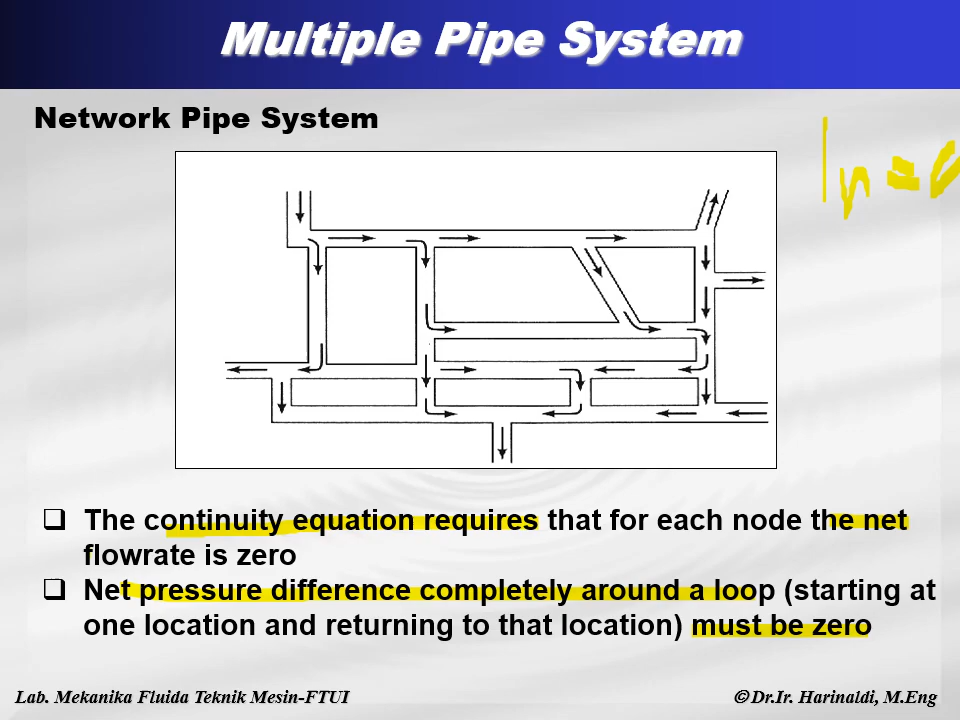 Multiple Pipe System
Network Pipe System
❑ The continuity equation requires that for each node the net
flowrate is zero
❑ Net pressure difference completely around a loop (starting at
one location and returning to that location) must be zero
Lab. Mekanika Fluida Teknik Mesin-FTUI
©Dr.Ir. Harinaldi, M.Eng